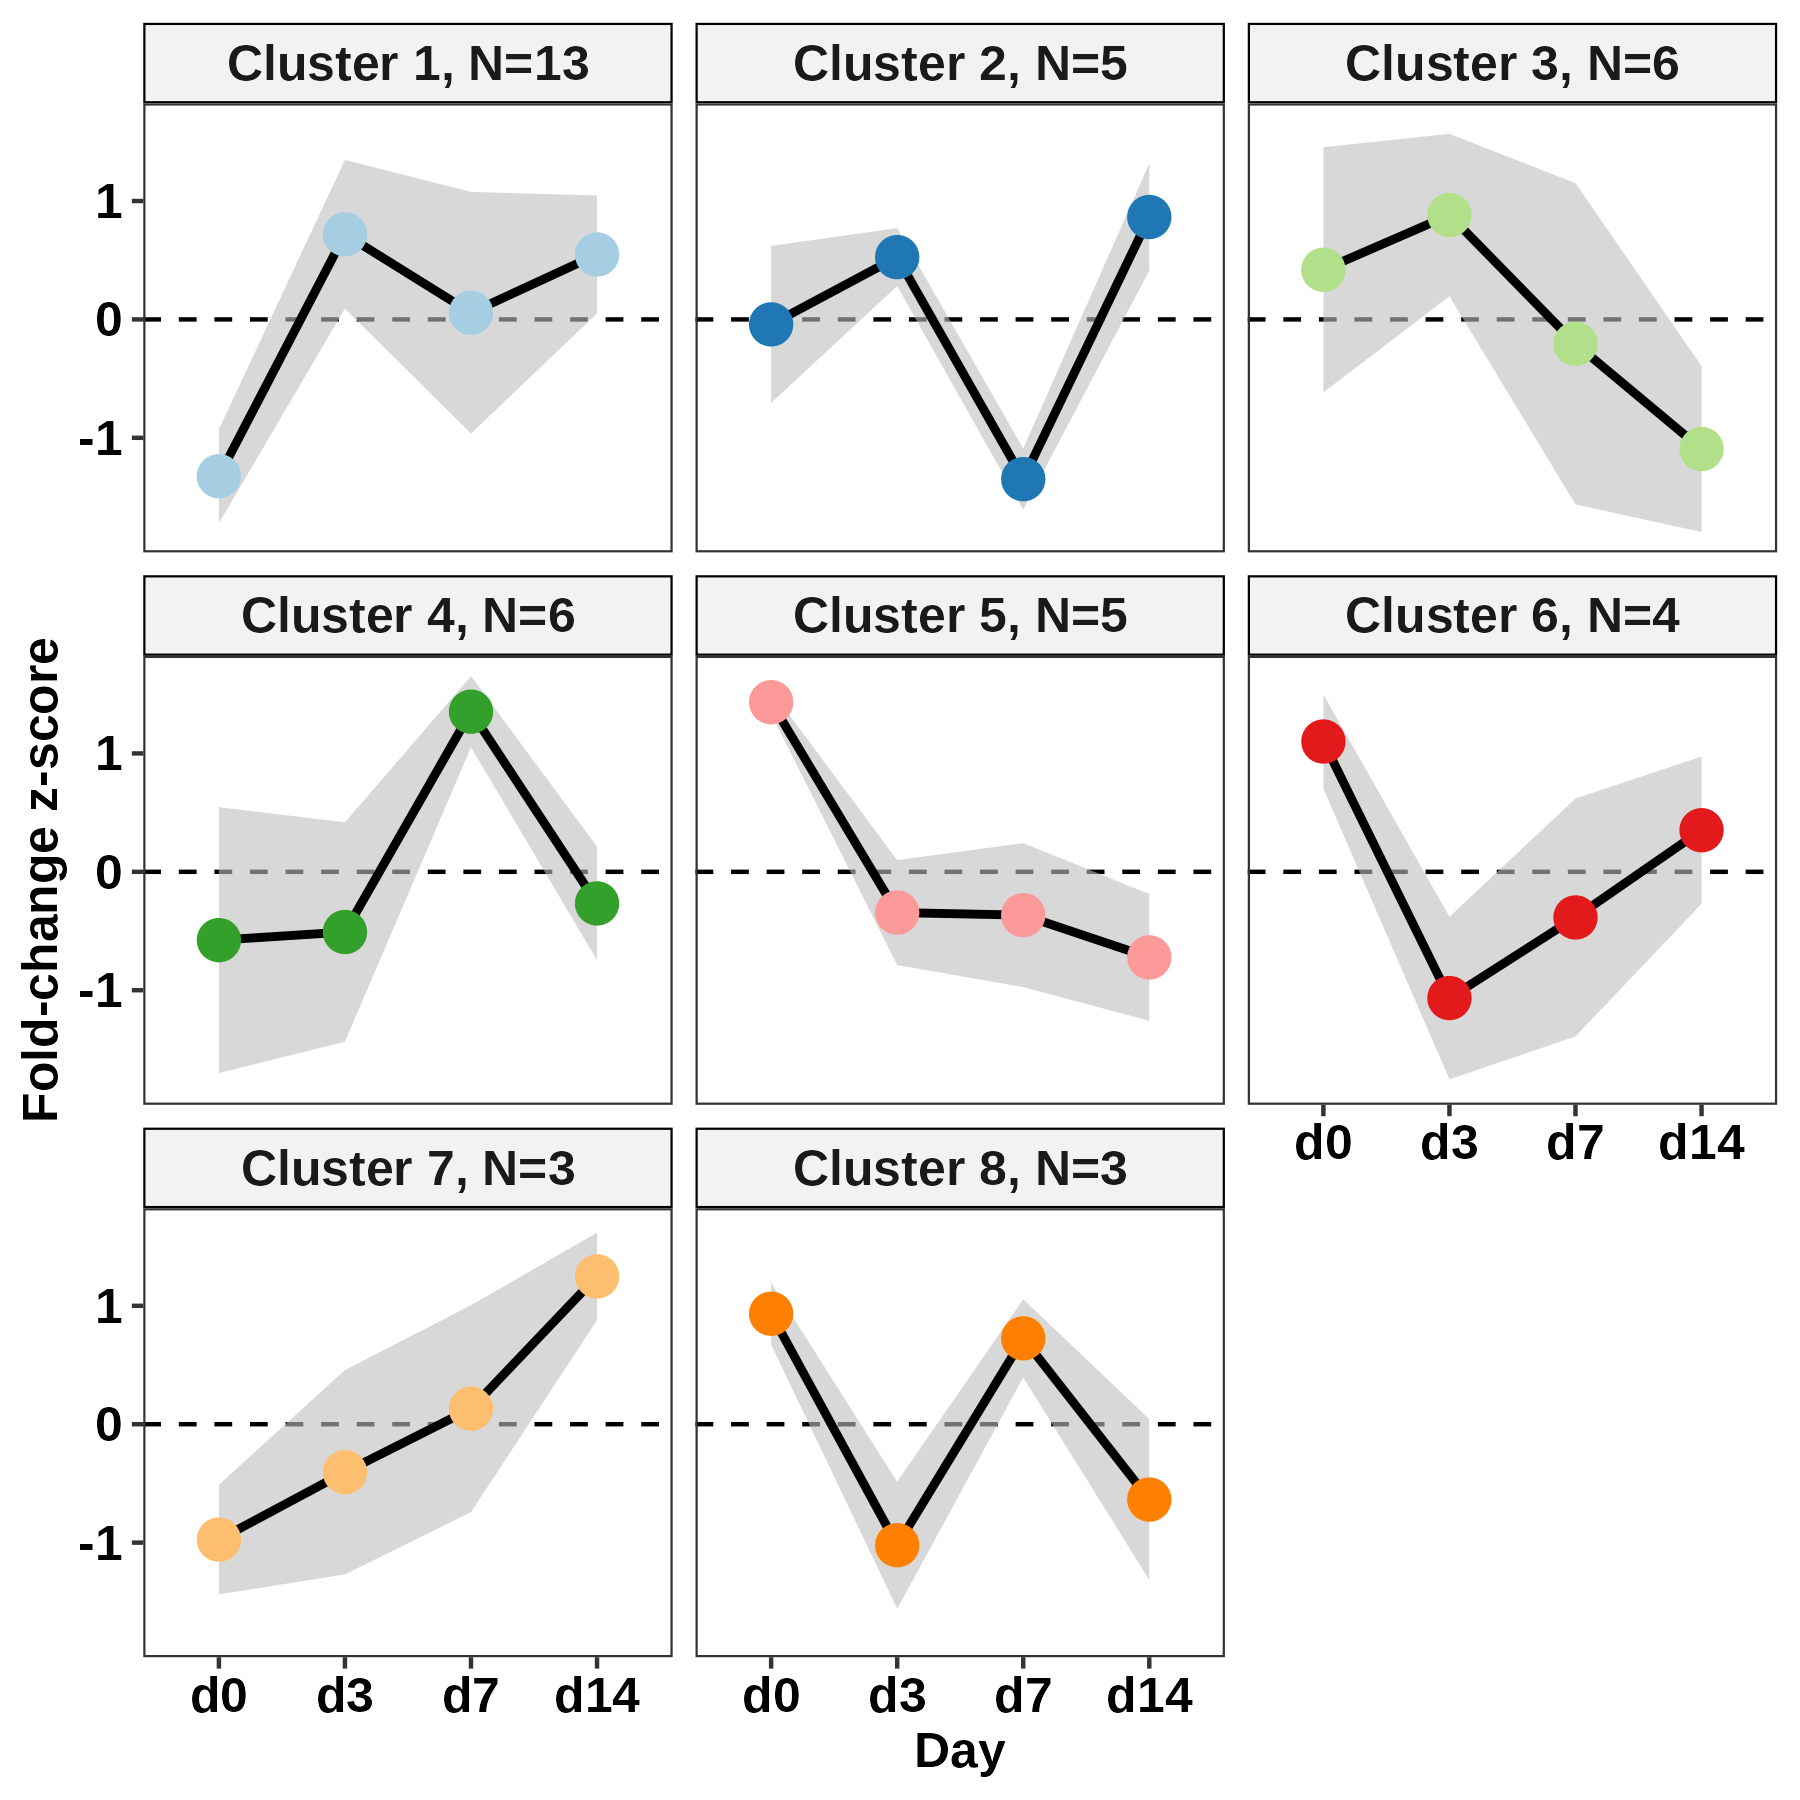 Cluster 1, N=13
Cluster 2, N=5
Cluster 3, N=6
1
0
-1
Cluster 4, N=6
Cluster 5, N=5
Cluster 6, N=4
1
0
-1
Fold-change z-score
d0 d3 d7 d14
Cluster 7, N=3
Cluster 8, N=3
1
0
-1
d0 d3 d7 d14
d0 d3 d7 d14
Day